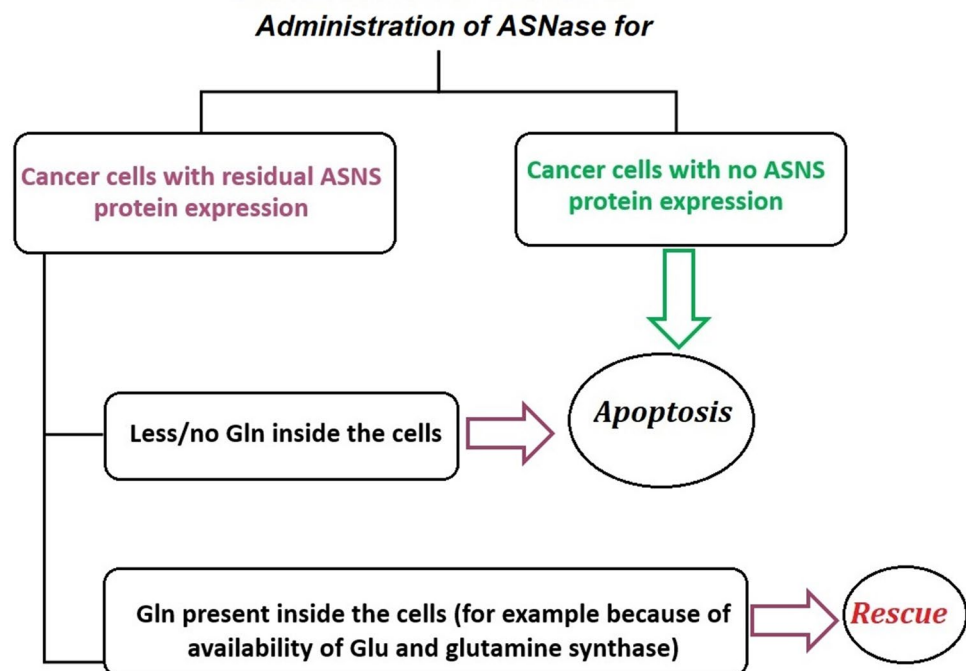 Administration of ASNase for
Cancer cells with residual ASNS
protein expression
Cancer cells with no ASNS
protein expression
Less/no Gln inside the cells
Apoptosis
Gln present inside the cells (for example because of
availability of Glu and glutamine synthase)
Rescue